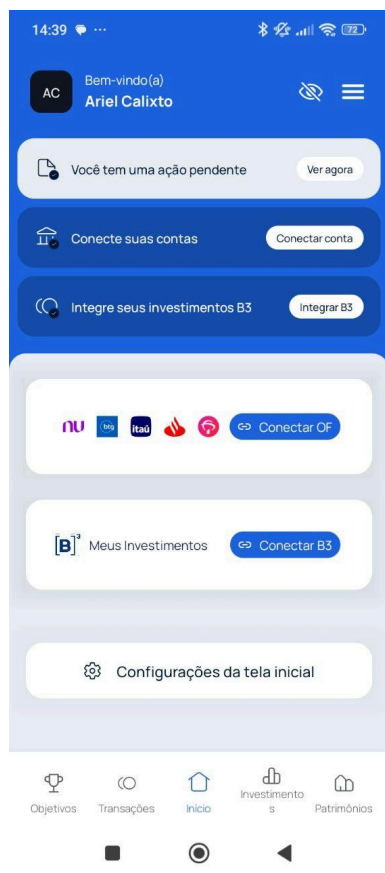 14:39
72
AC
Bem-vindo(a)
Ariel Calixto
Você tem uma ação pendente
Ver agora
Conecte suas contas
Conectar conta
Integre seus investimentos B3
Integrar B3
nu
btg
itaú
Conectar OF
[B]³
Meus Investimentos
Conectar B3
Configurações da tela inicial
Objetivos
Transações
Início
Investimento
s
Patrimônios